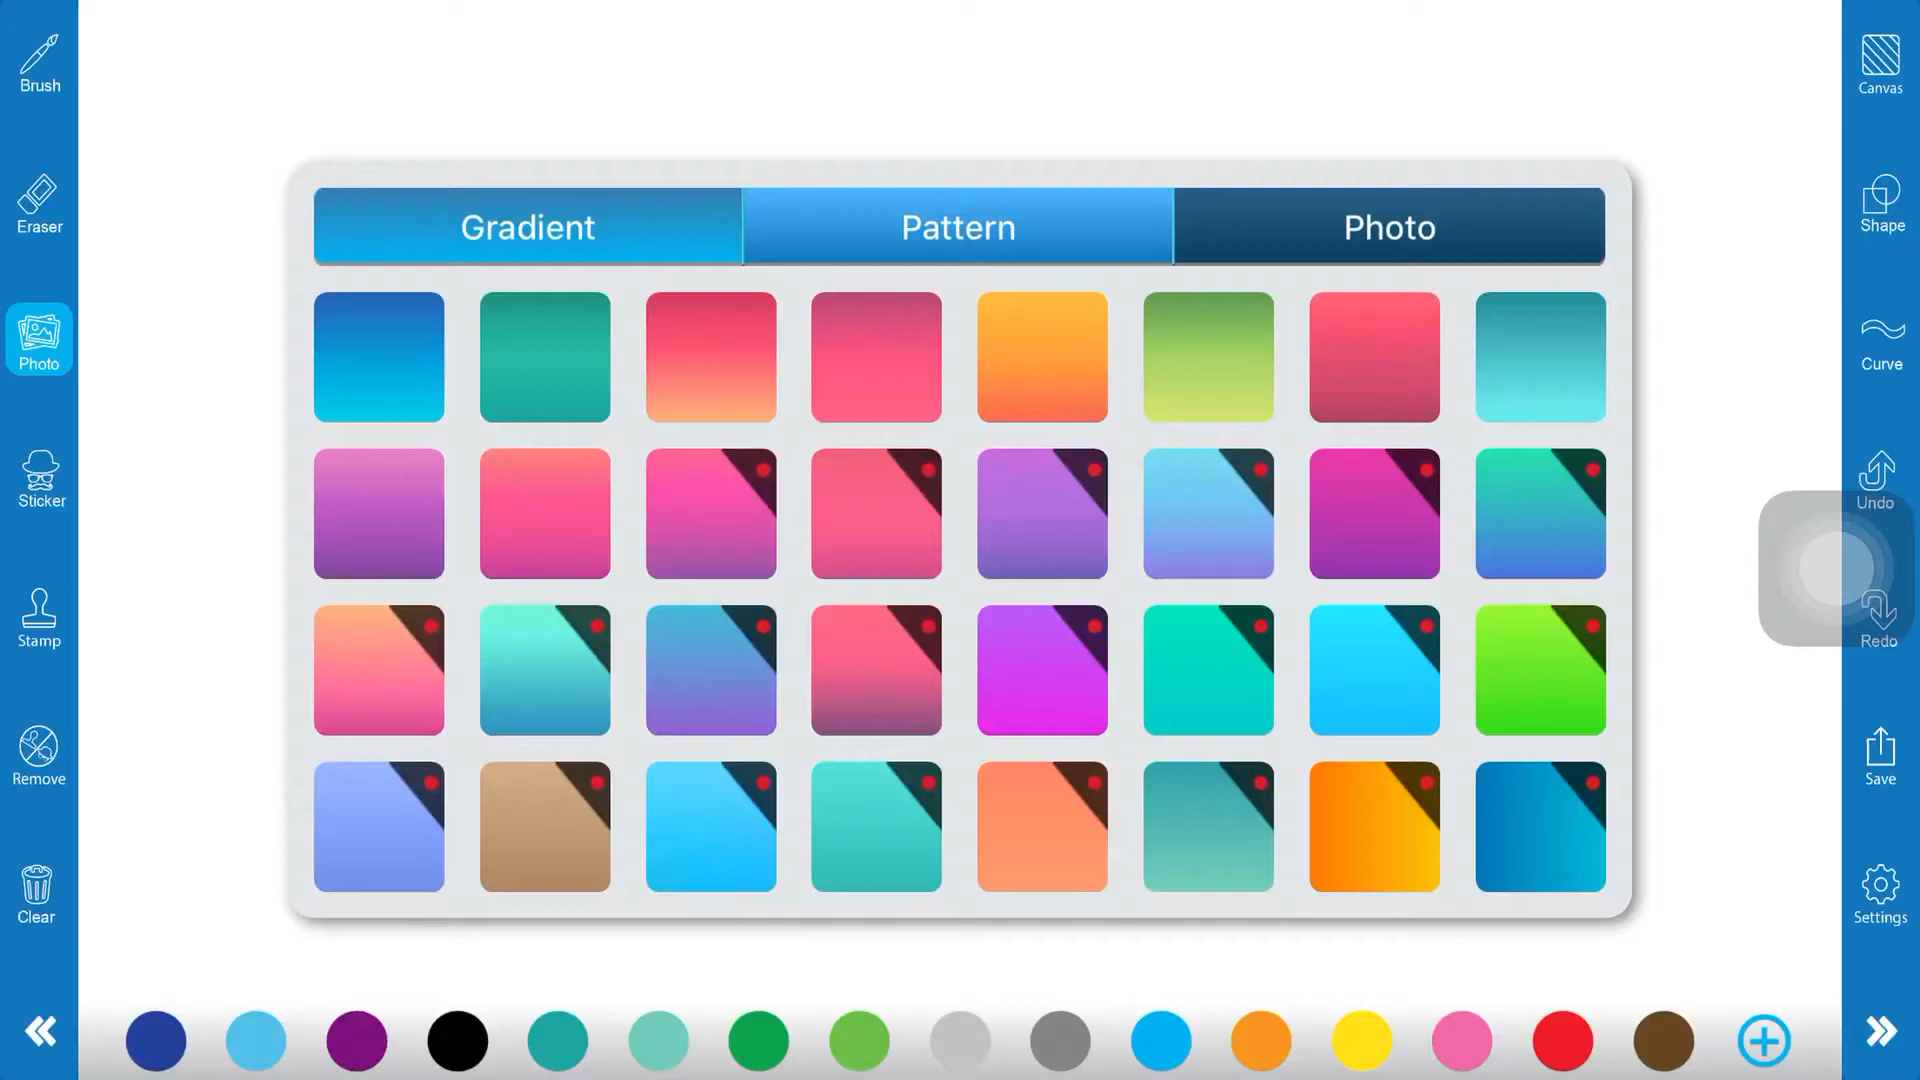 Brush
Eraser
Photo
Sticker
Stamp
Remove
Clear
Gradient
Pattern
Photo
Canvas
Shape
Curve
Undo
Redo
Save
Settings